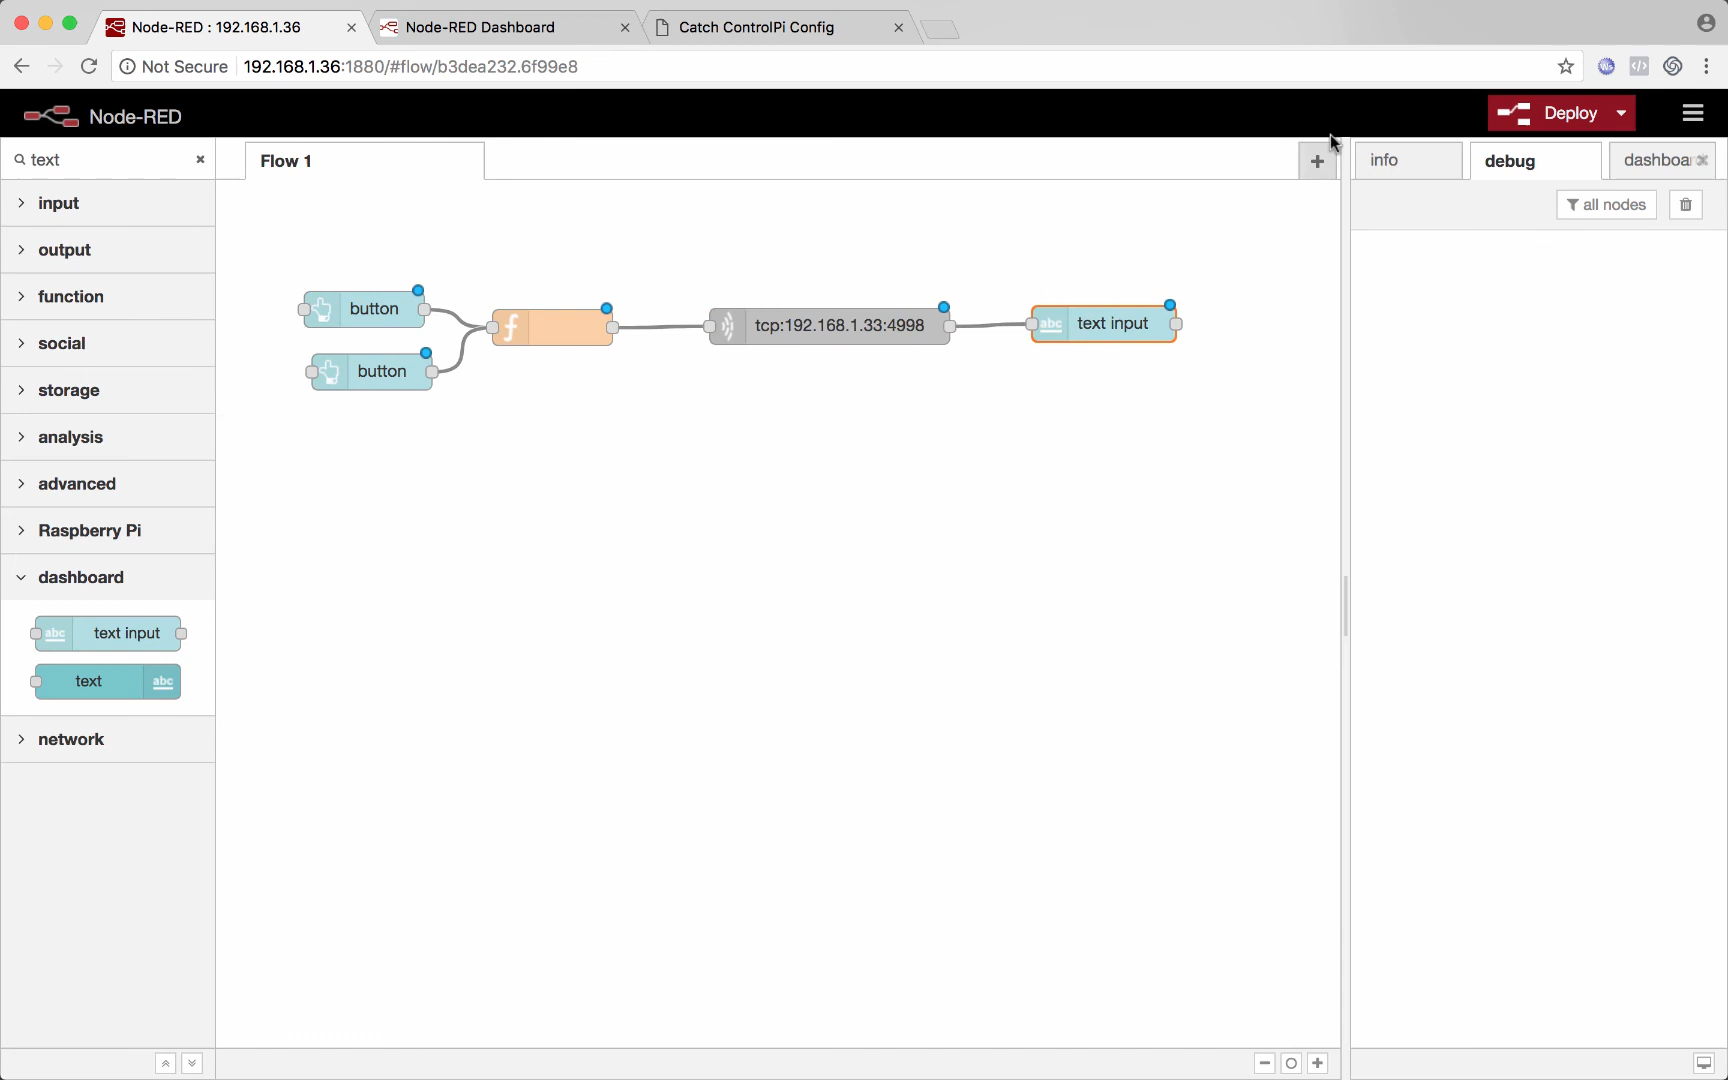 Node-RED : 192.168.1.36
Node-RED Dashboard
Catch ControlPi Config
Not Secure 192.168.1.36:1880/#flow/b3dea232.6f99e8
Node-RED
Deploy
text
Flow 1
info
debug
dashboa
all nodes
input
output
function
social
storage
analysis
advanced
Raspberry Pi
dashboard
abc text input
text abc
network
button
button
f
tcp:192.168.1.33:4998
abc text input